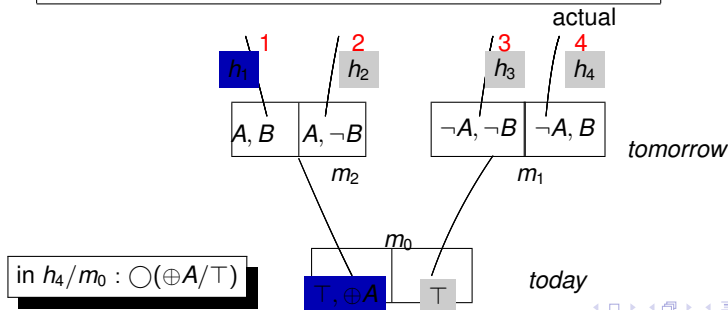 actual
1 2 3 4
h₁ h₂ h₃ h₄
A, B A, ¬B ¬A, ¬B ¬A, B
tomorrow
m₂ m₁
m₀
in h₄/m₀ : ◯(⊕A/⊤)
⊤, ⊕A ⊤
today